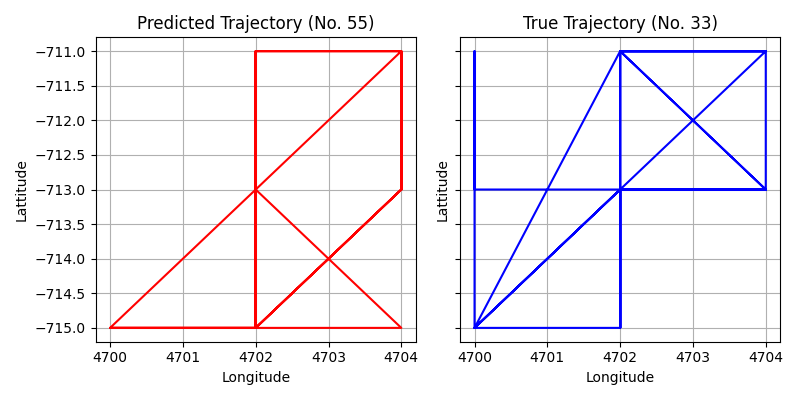 Predicted Trajectory (No. 55)
True Trajectory (No. 33)
−711.0
−711.5
−712.0
−712.5
−713.0
−713.5
−714.0
−714.5
−715.0
Lattitude
Lattitude
4700 4701 4702 4703 4704
4700 4701 4702 4703 4704
Longitude
Longitude